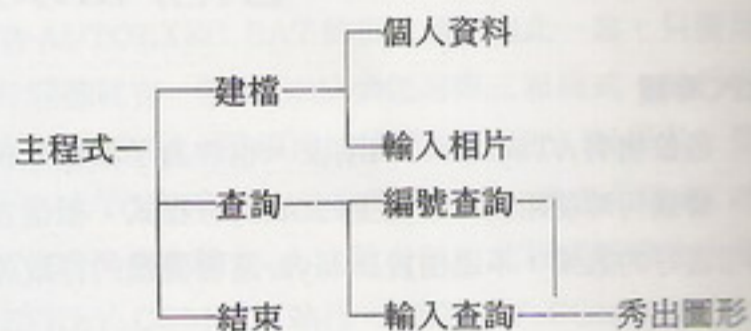 個人資料
建檔
主程式
輸入相片
查詢 編號查詢
結束 輸入查詢 秀出圖形